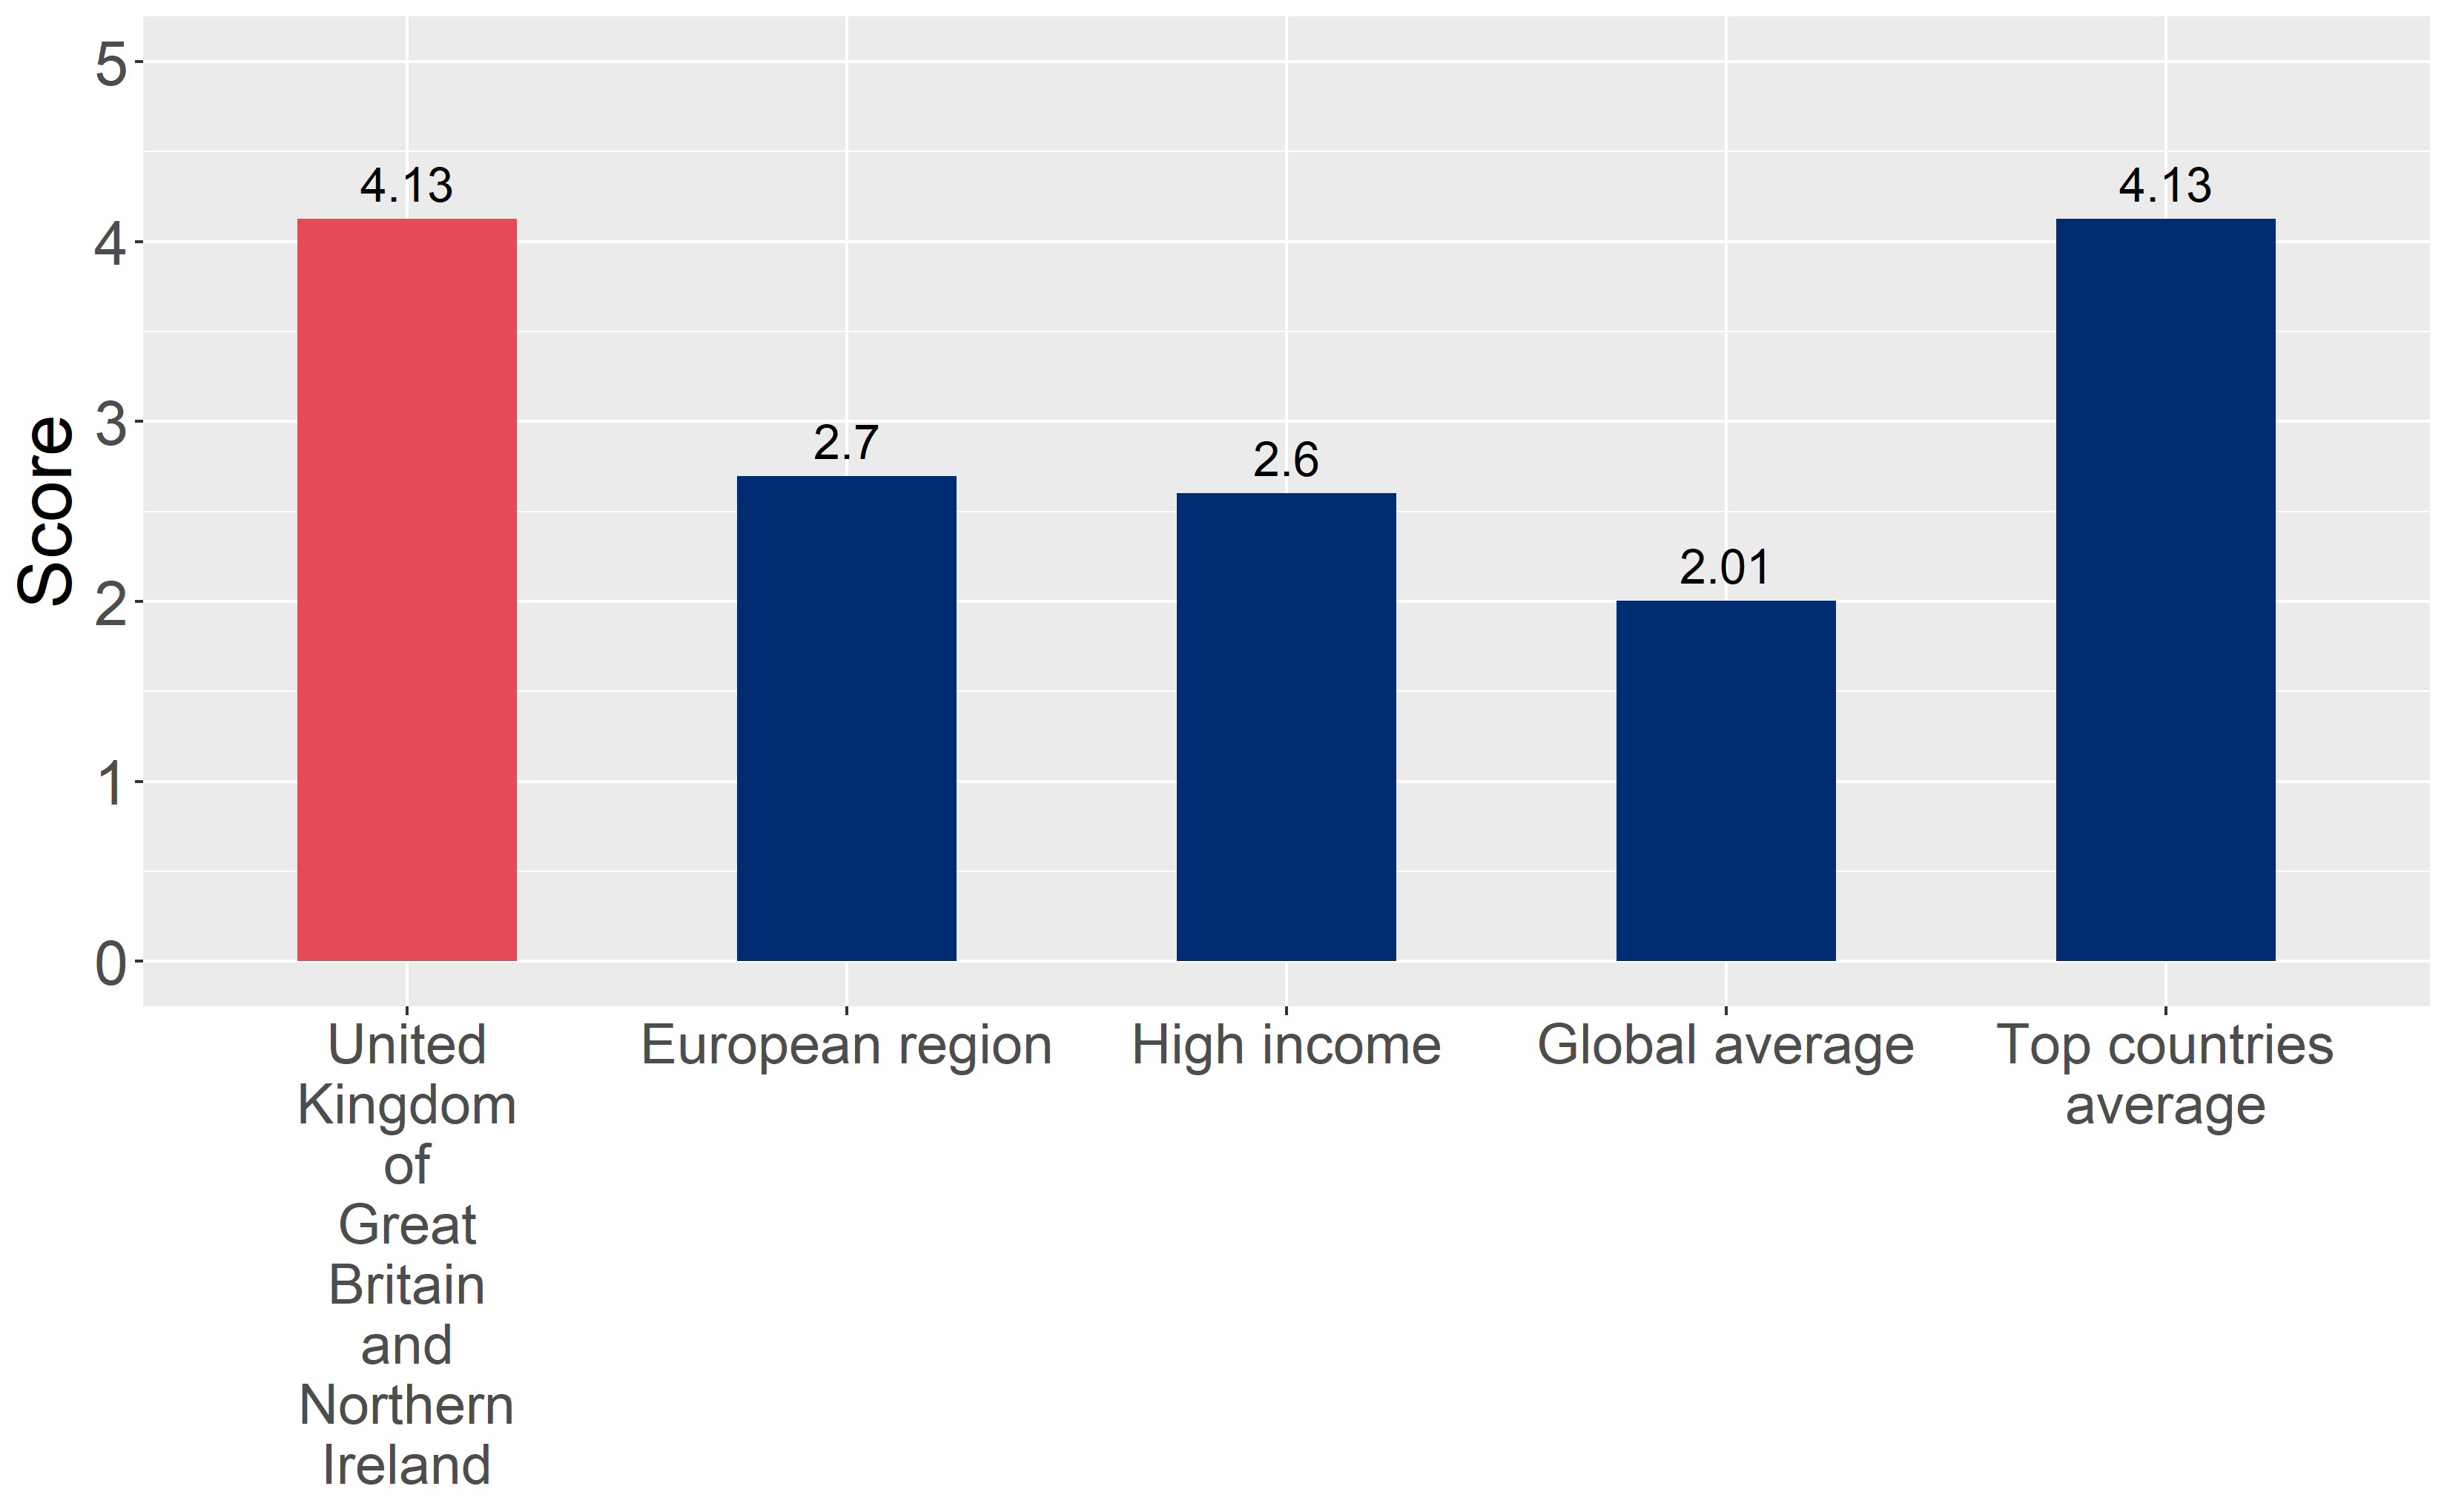 Score
5
4
3
2
1
0
4.13
2.7
2.6
2.01
4.13
United
Kingdom
of
Great
Britain
and
Northern
Ireland
European region
High income
Global average
Top countries
average